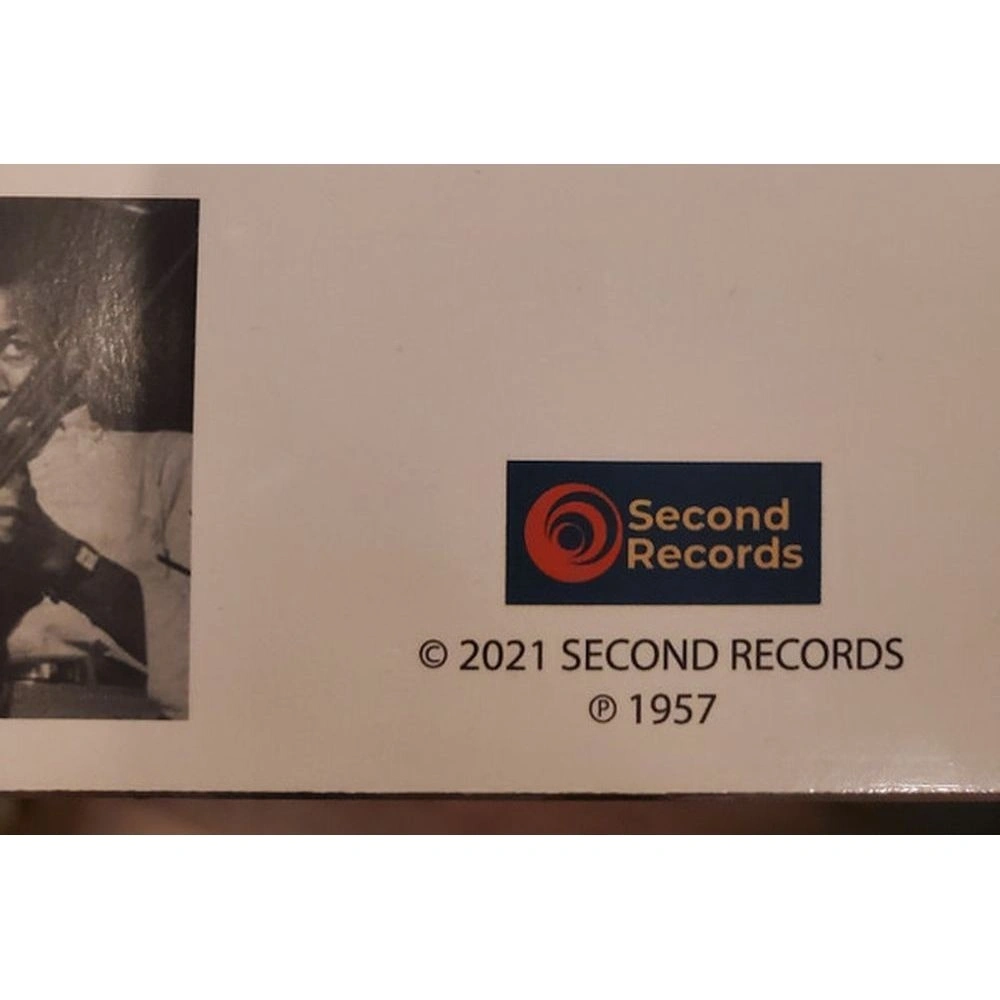 Second
Records
© 2021 SECOND RECORDS
℗ 1957